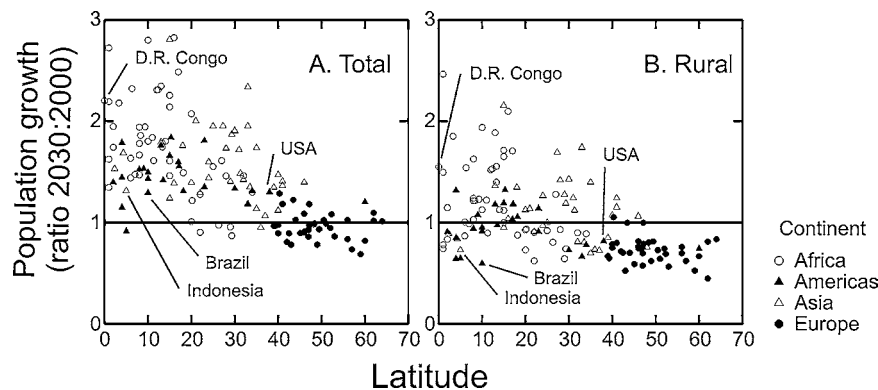 Population growth
(ratio 2030:2000)
3
2
1
0
A. Total
D.R. Congo
USA
Brazil
Indonesia
0 10 20 30 40 50 60 70
3
2
1
0
B. Rural
D.R. Congo
USA
Brazil
Indonesia
0 10 20 30 40 50 60 70
Latitude
Continent
Africa
Americas
Asia
Europe